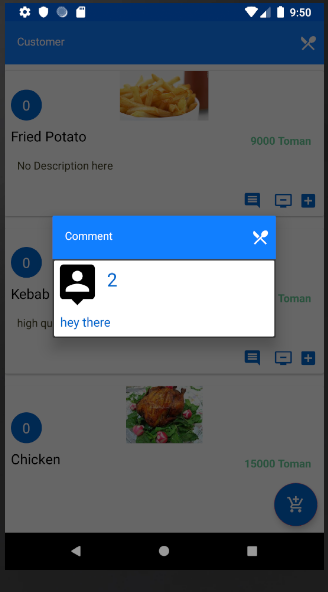 9:50
Customer
0
Fried Potato
9000 Toman
No Description here
Comment
0
2
Kebab
Toman
high qu
hey there
0
Chicken
15000 Toman